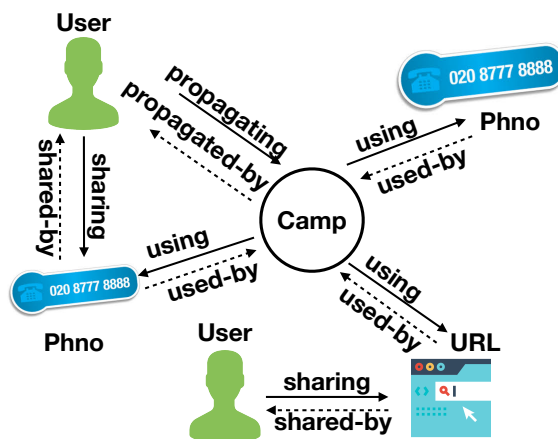 User
020 8777 8888
Phno
propagating
propagated-by
using
used-by
shared-by
sharing
Camp
using
used-by
020 8777 8888
Phno
using
used-by
User
URL
sharing
shared-by